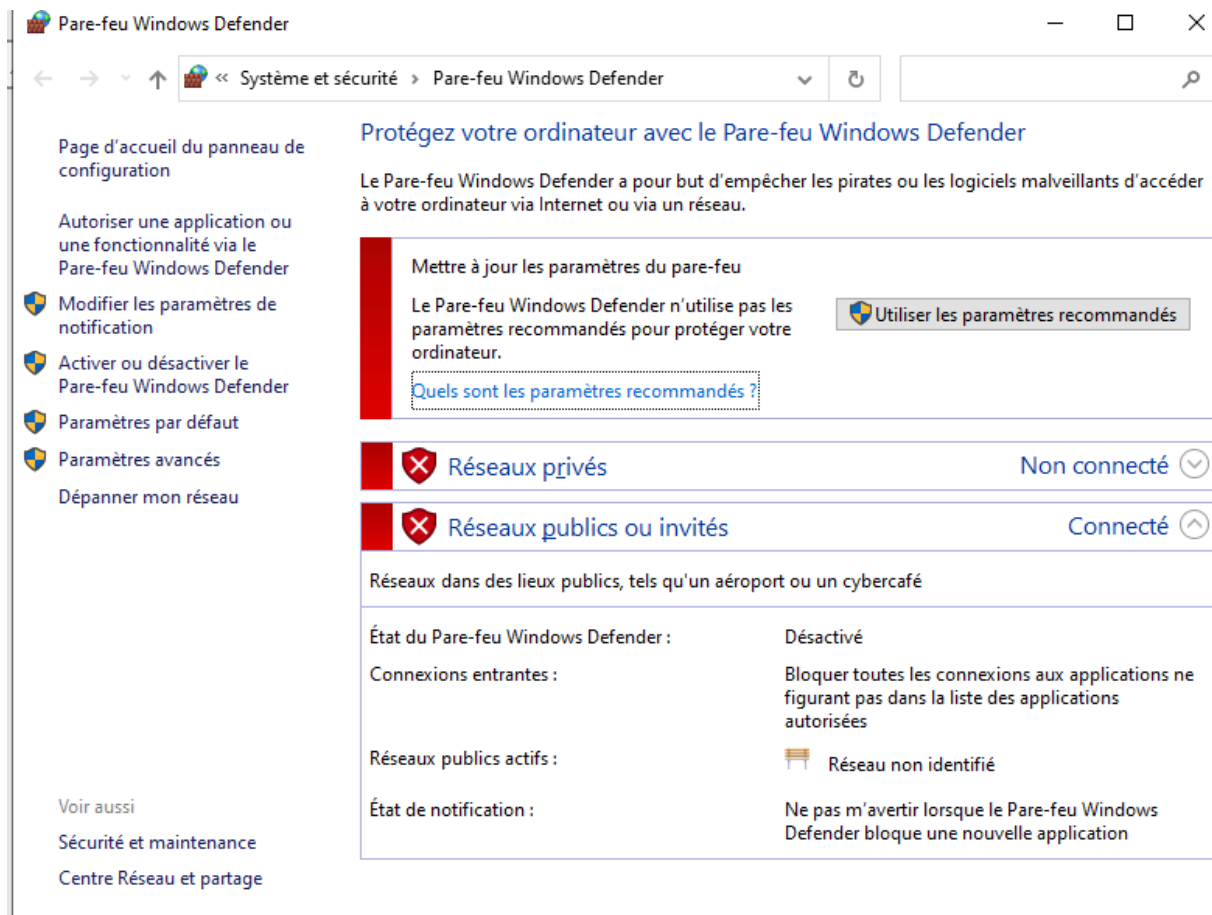 Pare-feu Windows Defender
« Système et sécurité › Pare-feu Windows Defender
Page d'accueil du panneau de
configuration
Autoriser une application ou
une fonctionnalité via le
Pare-feu Windows Defender
Modifier les paramètres de
notification
Activer ou désactiver le
Pare-feu Windows Defender
Paramètres par défaut
Paramètres avancés
Dépanner mon réseau
Voir aussi
Sécurité et maintenance
Centre Réseau et partage
Protégez votre ordinateur avec le Pare-feu Windows Defender
Le Pare-feu Windows Defender a pour but d'empêcher les pirates ou les logiciels malveillants d'accéder
à votre ordinateur via Internet ou via un réseau.
Mettre à jour les paramètres du pare-feu
Le Pare-feu Windows Defender n'utilise pas les
paramètres recommandés pour protéger votre
ordinateur.
Utiliser les paramètres recommandés
Quels sont les paramètres recommandés ?
Réseaux privés Non connecté
Réseaux publics ou invités Connecté
Réseaux dans des lieux publics, tels qu'un aéroport ou un cybercafé
État du Pare-feu Windows Defender : Désactivé
Connexions entrantes : Bloquer toutes les connexions aux applications ne
figurant pas dans la liste des applications
autorisées
Réseaux publics actifs : Réseau non identifié
État de notification : Ne pas m'avertir lorsque le Pare-feu Windows
Defender bloque une nouvelle application